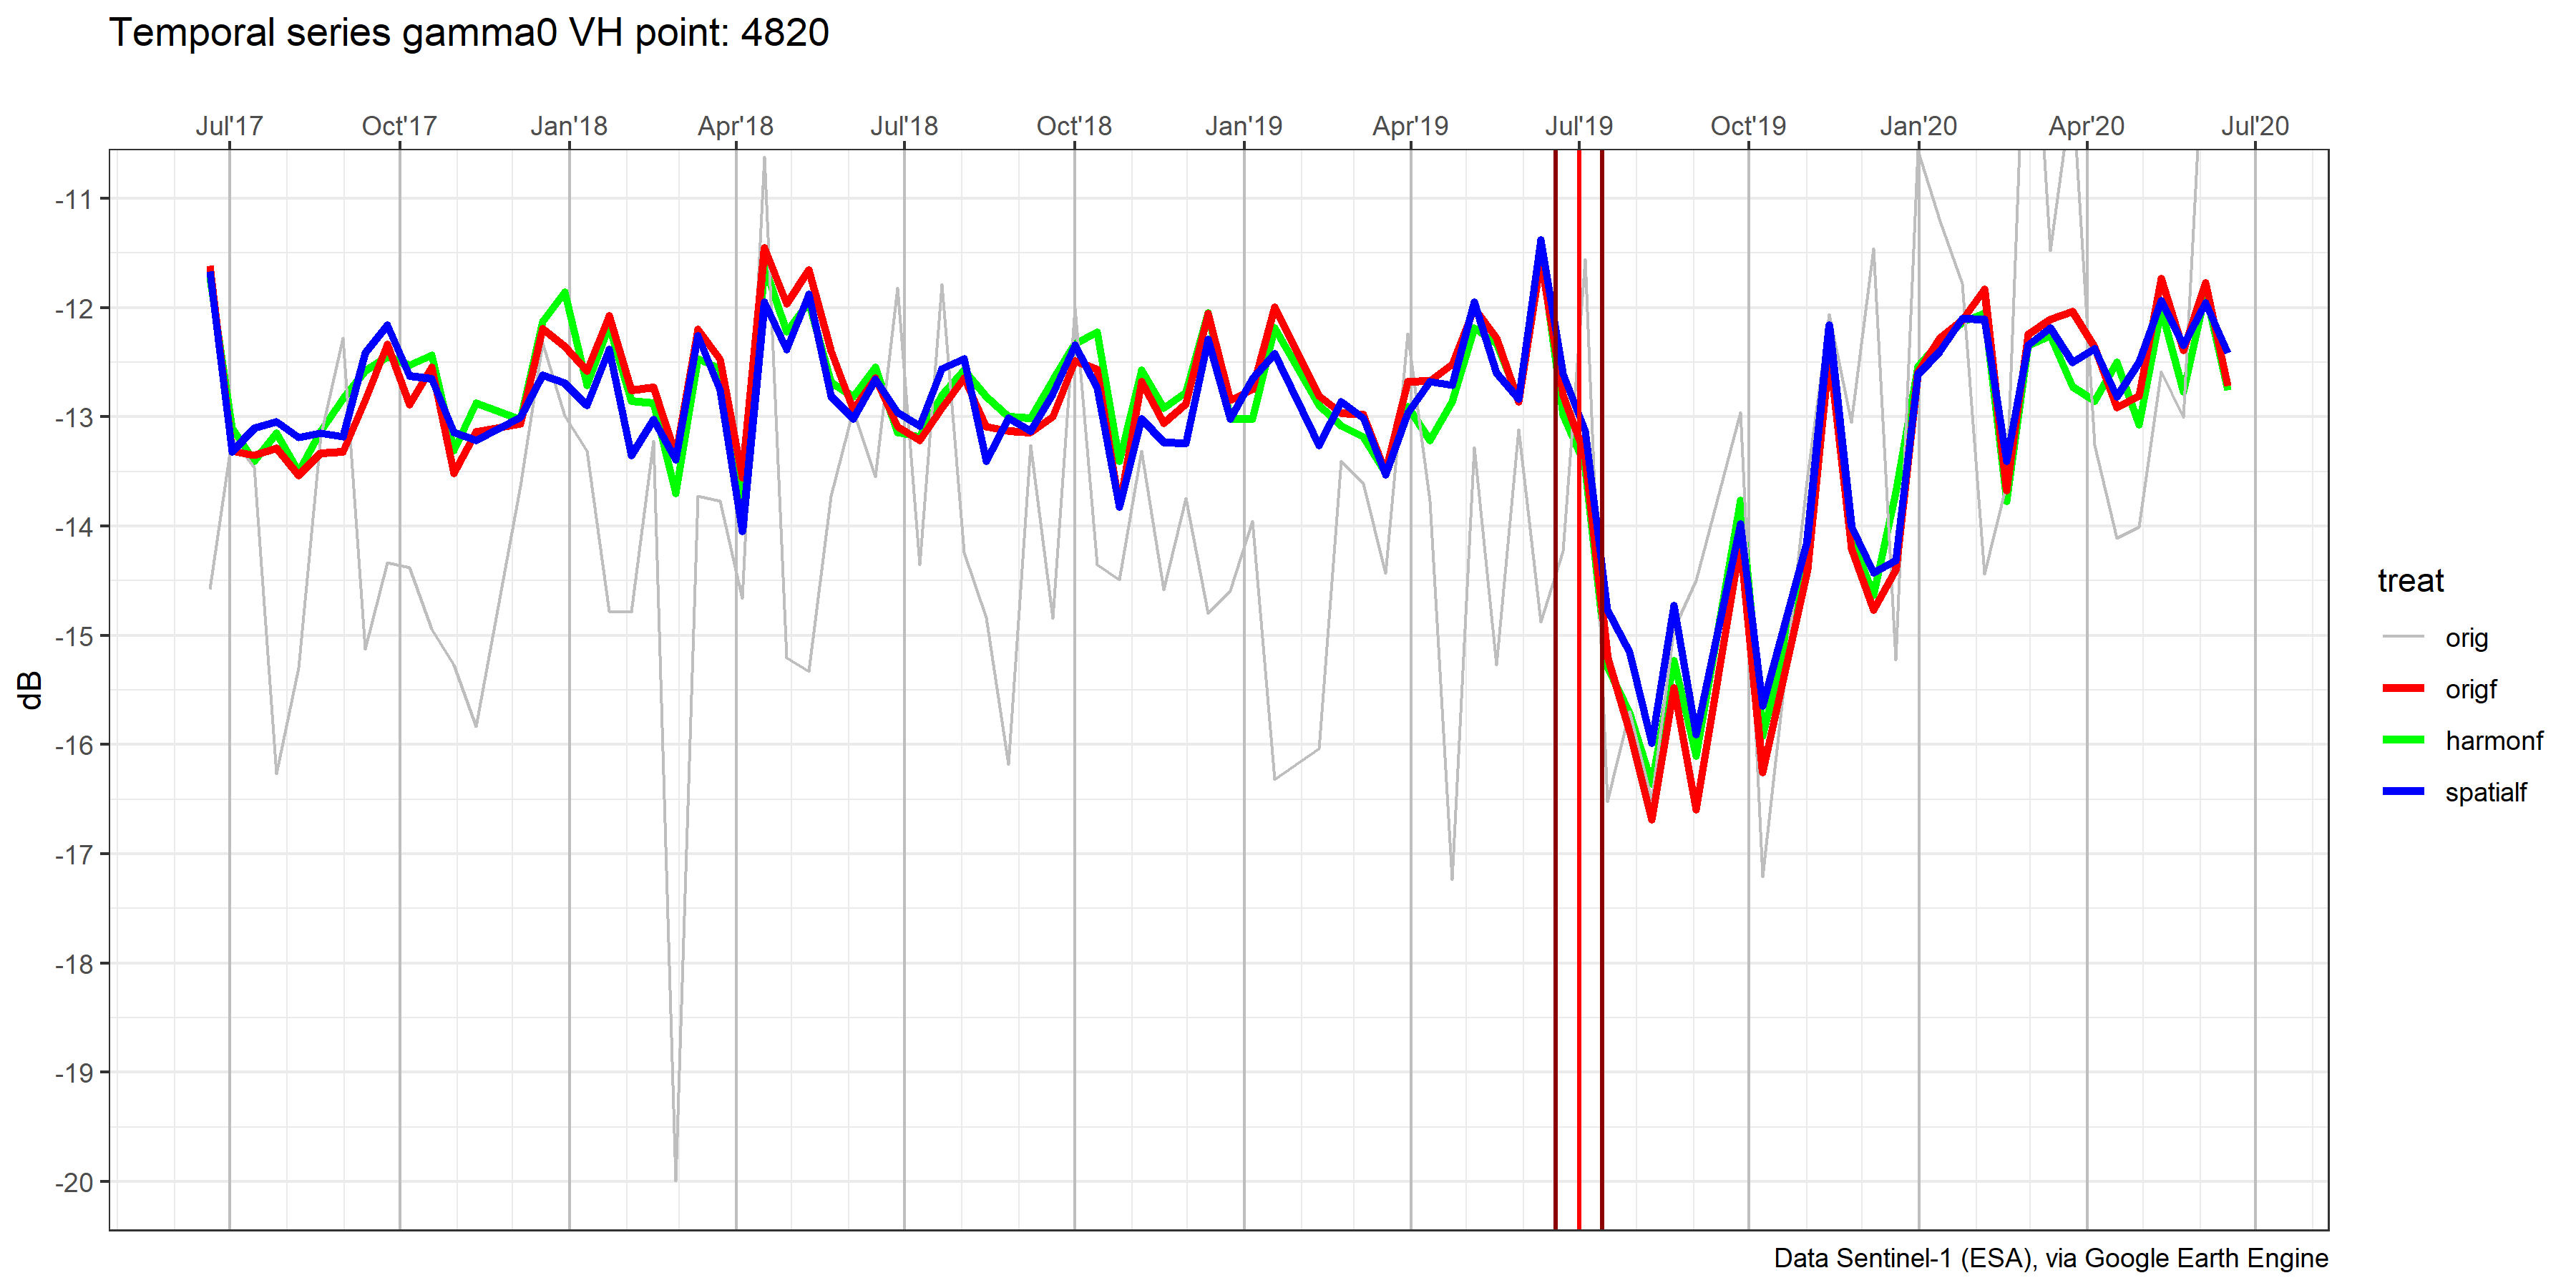 Temporal series gamma0 VH point: 4820
Jul'17 Oct'17 Jan'18 Apr'18 Jul'18 Oct'18 Jan'19 Apr'19 Jul'19 Oct'19 Jan'20 Apr'20 Jul'20
-11
-12
-13
-14
-15
-16
-17
-18
-19
-20
dB
treat
orig
origf
harmonf
spatialf
Data Sentinel-1 (ESA), via Google Earth Engine